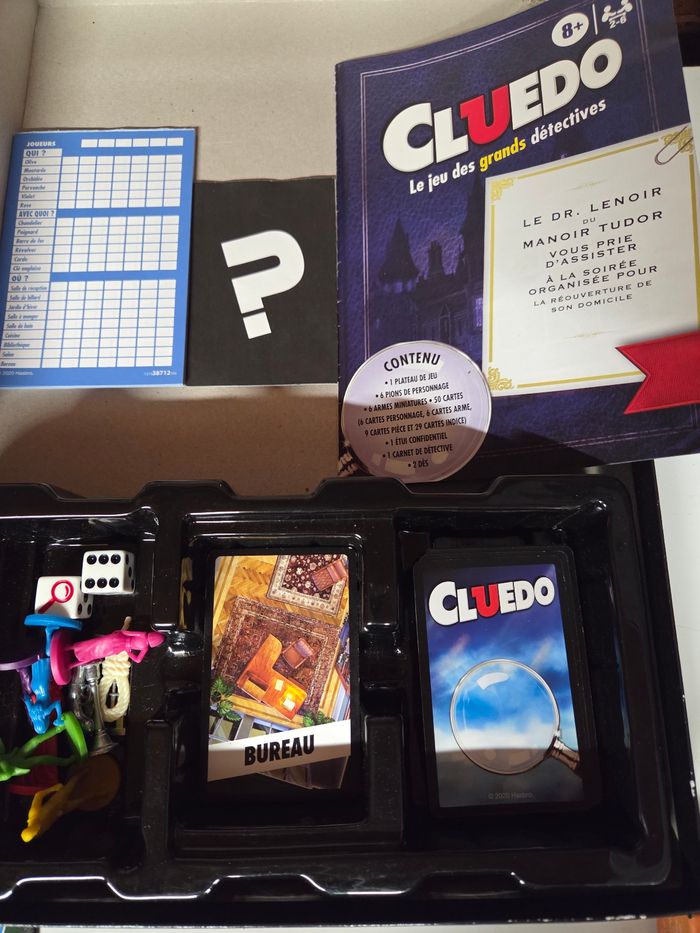 JOUEURS
QUI ?
Olive
Moutarde
Orchidée
Pervenche
Violet
Rose
AVEC QUOI ?
Chandelier
Poignard
Barre de fer
Révolver
Corde
Clé anglaise
OÙ ?
Salle de réception
Salle de billard
Jardin d'hiver
Salle à manger
Salle de bain
Cuisine
Bibliothèque
Salon
Bureau
© 2020 Hasbro.
?
8+
2-6
CLUEDO
Le jeu des grands détectives
LE DR. LENOIR
DU
MANOIR TUDOR
VOUS PRIE
D'ASSISTER
À LA SOIRÉE
ORGANISÉE POUR
LA RÉOUVERTURE DE
SON DOMICILE
CONTENU
• 1 PLATEAU DE JEU
• 6 PIONS DE PERSONNAGE
• 6 ARMES MINIATURES • 50 CARTES
(6 CARTES PERSONNAGE, 6 CARTES ARME,
9 CARTES PIÈCE ET 29 CARTES INDICE)
• 1 ÉTUI CONFIDENTIEL
• 1 CARNET DE DÉTECTIVE
• 2 DÉS
BUREAU
CLUEDO
© 2020 Hasbro.